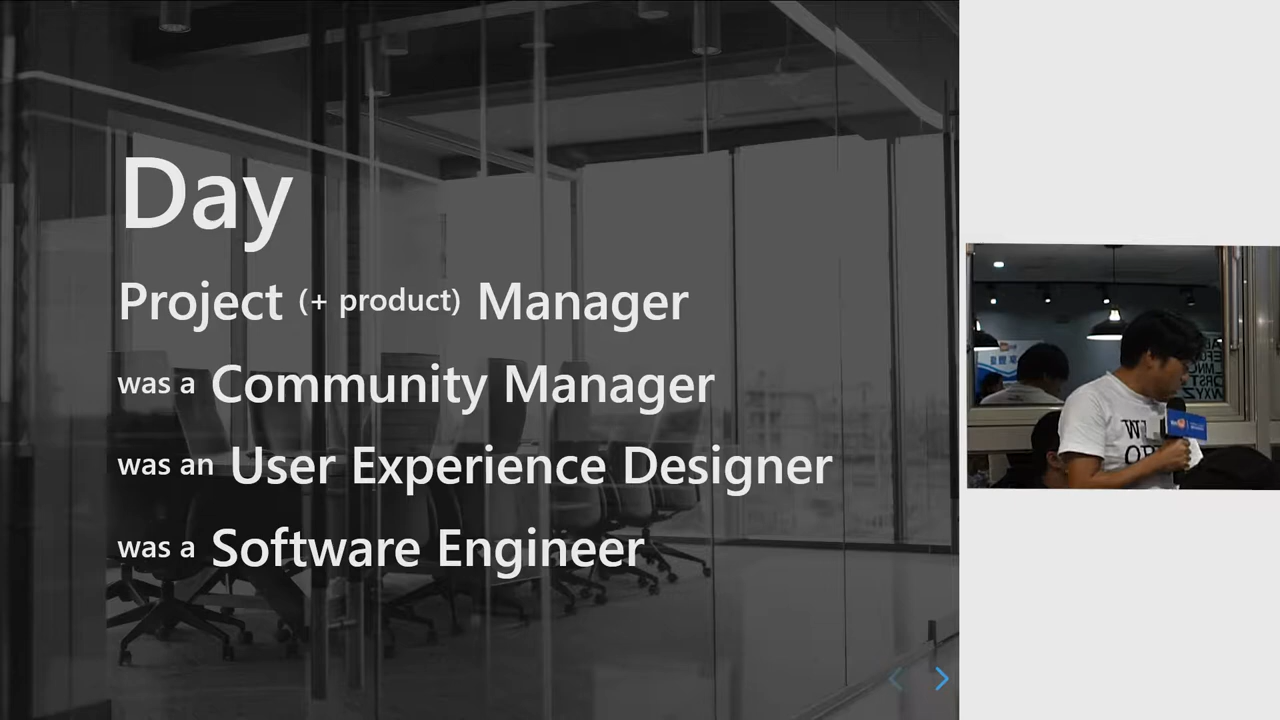 Day
Project (+ product) Manager
was a Community Manager
was an User Experience Designer
was a Software Engineer